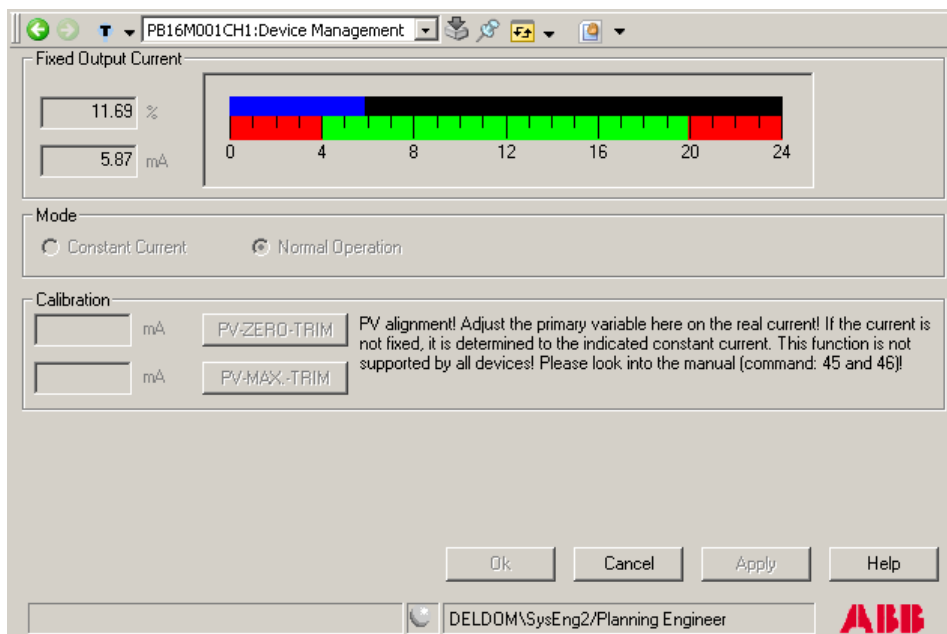 PB16M001CH1:Device Management
Fixed Output Current
11.69 %
5.87 mA
0 4 8 12 16 20 24
Mode
Constant Current Normal Operation
Calibration
mA PV-ZERO-TRIM
mA PV-MAX.-TRIM
PV alignment! Adjust the primary variable here on the real current! If the current is
not fixed, it is determined to the indicated constant current. This function is not
supported by all devices! Please look into the manual (command: 45 and 46)!
Ok Cancel Apply Help
DELDOM\SysEng2/Planning Engineer
ABB